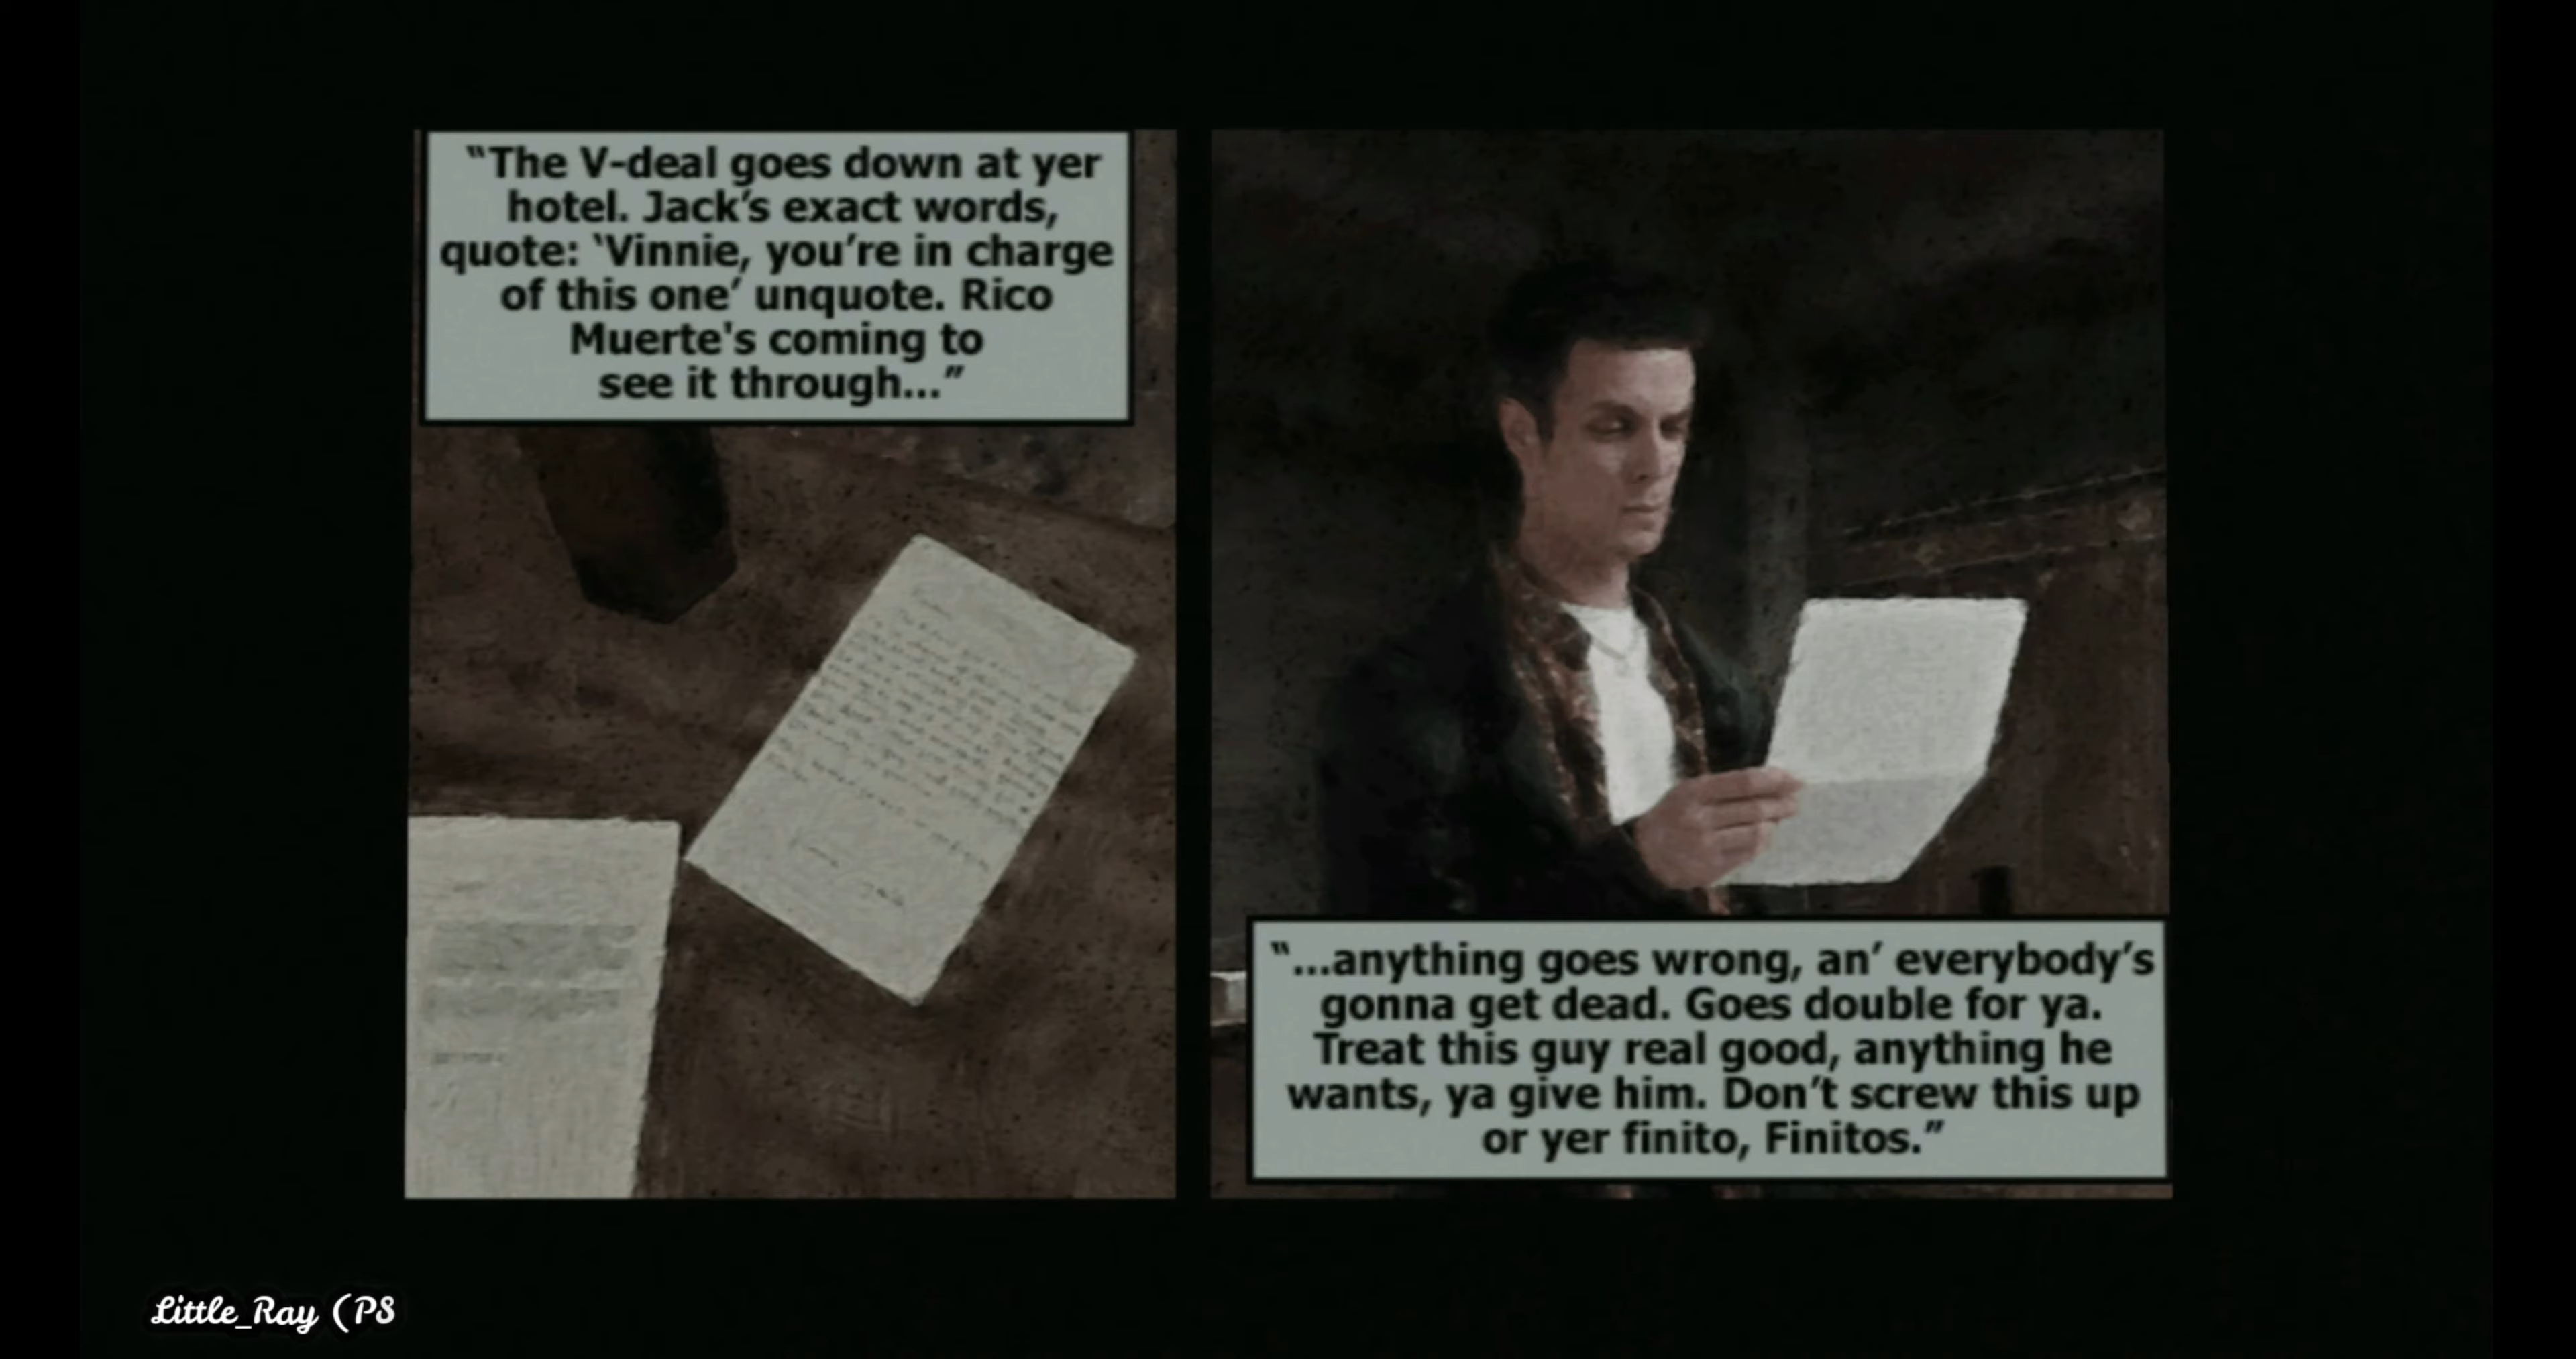 “The V-deal goes down at yer
hotel. Jack’s exact words,
quote: ‘Vinnie, you’re in charge
of this one’ unquote. Rico
Muerte's coming to
see it through...”
“...anything goes wrong, an’ everybody’s
gonna get dead. Goes double for ya.
Treat this guy real good, anything he
wants, ya give him. Don’t screw this up
or yer finito, Finitos.”
Little_Ray (PS